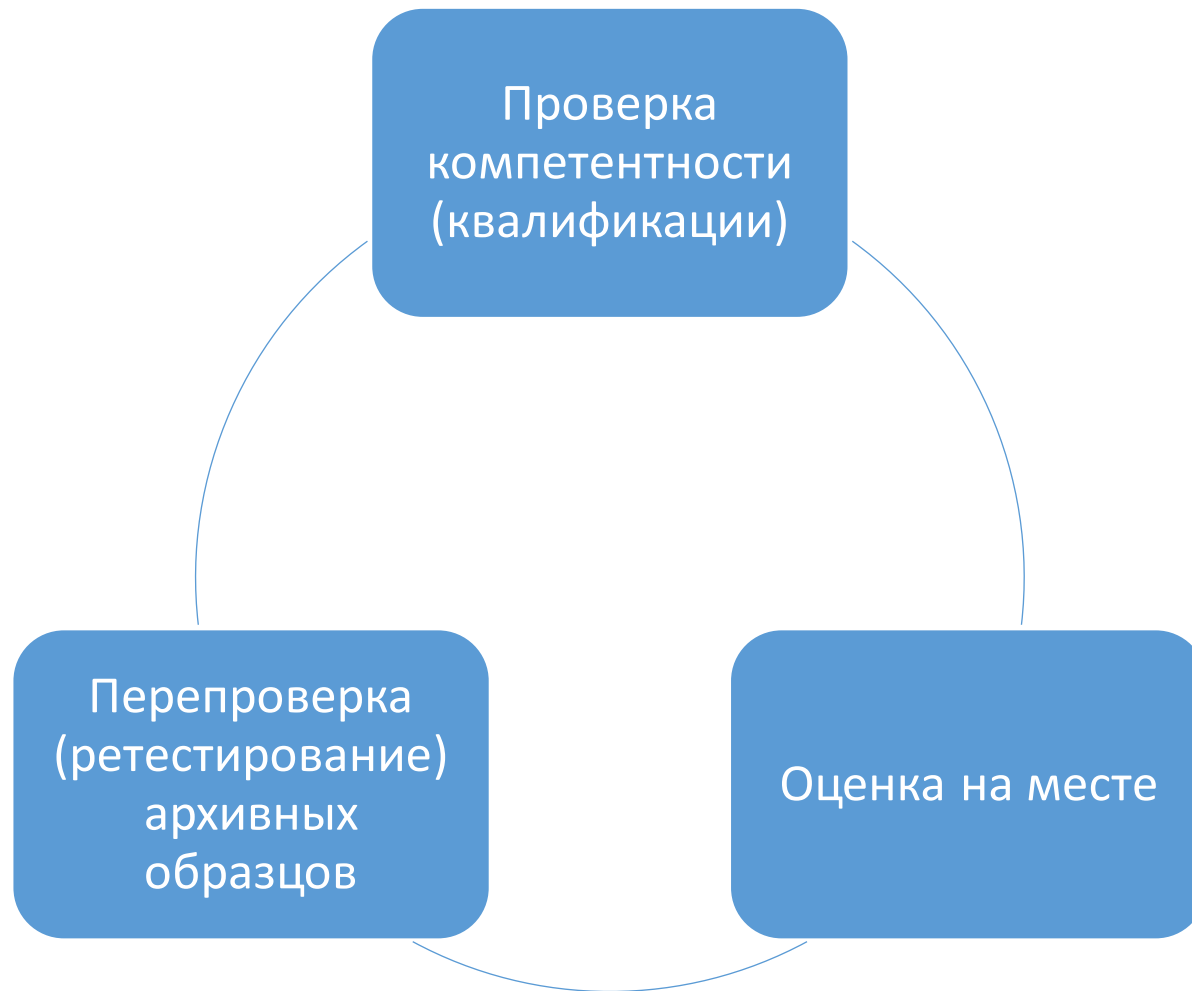 Проверка
компетентности
(квалификации)
Перепроверка
(ретестирование)
архивных
образцов
Оценка на месте